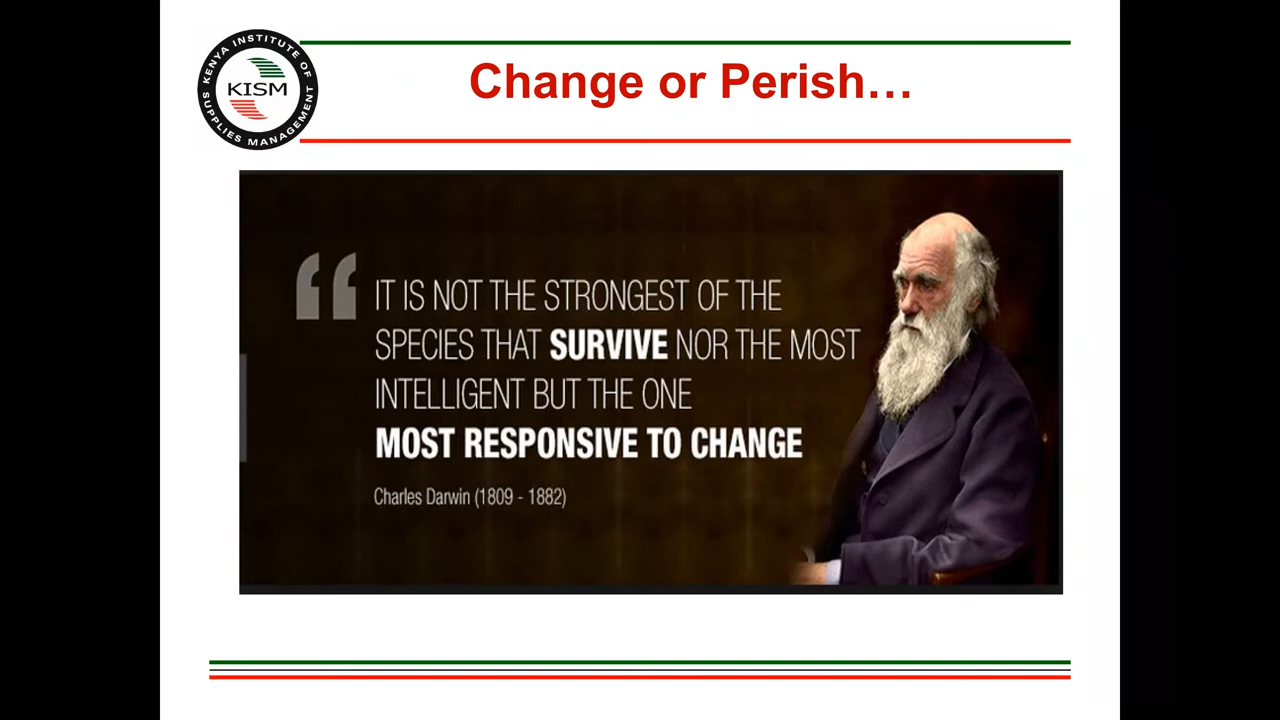 KENYA INSTITUTE OF
SUPPLIES MANAGEMENT
KISM
Change or Perish...
“
IT IS NOT THE STRONGEST OF THE
SPECIES THAT SURVIVE NOR THE MOST
INTELLIGENT BUT THE ONE
MOST RESPONSIVE TO CHANGE
Charles Darwin (1809 - 1882)